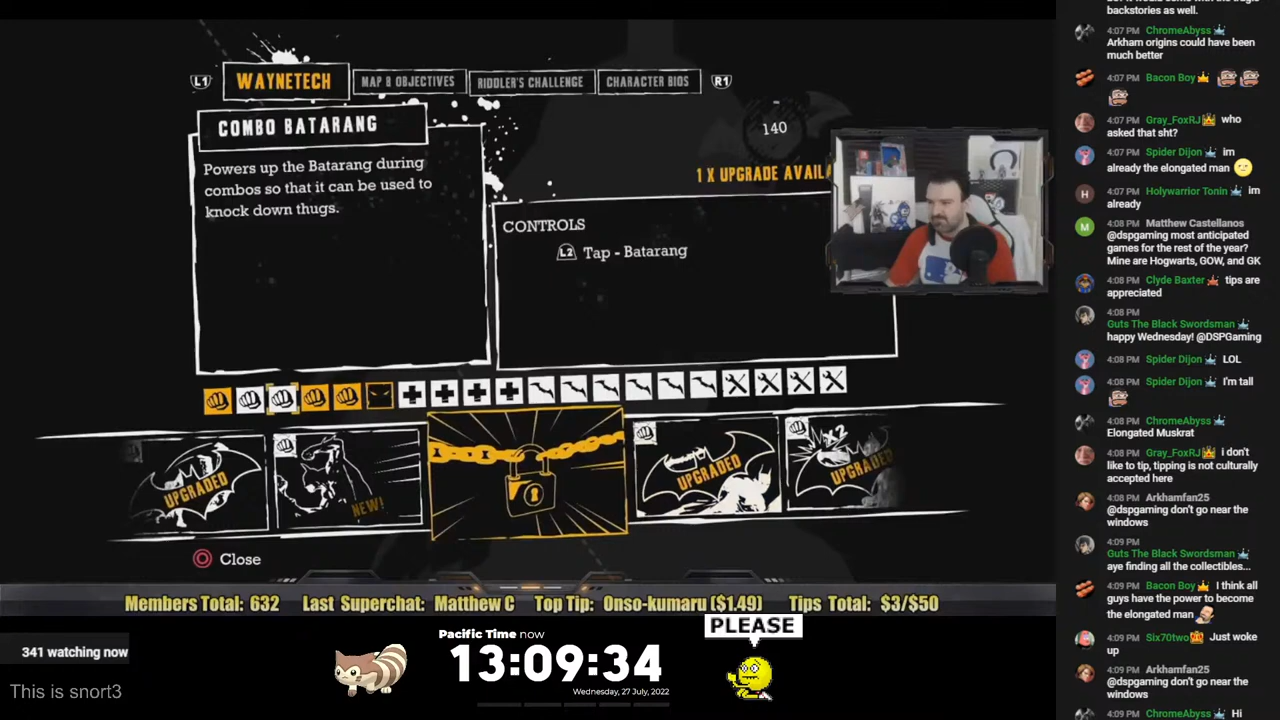 L1
WAYNETECH
MAP & OBJECTIVES
RIDDLER'S CHALLENGE
CHARACTER BIOS
R1
COMBO BATARANG
Powers up the Batarang during
combos so that it can be used to
knock down thugs.
140
1 X UPGRADE AVAILA
CONTROLS
L2 Tap - Batarang
UPGRADED
NEW!
UPGRADED
X2
UPGRADED
Close
Members Total: 632
Last Superchat: Matthew C
Top Tip: Onso-kumaru ($1.49)
Tips Total: $3/$50
341 watching now
This is snort3
Pacific Time now
13:09:34
Wednesday, 27 July, 2022
PLEASE
backstories as well.
4:07 PM ChromeAbyss
Arkham origins could have been
much better
4:07 PM Bacon Boy
4:07 PM Gray_FoxRJ who
asked that sht?
4:07 PM Spider Dijon im
already the elongated man
H 4:07 PM Holywarrior Tonin im
already
M 4:08 PM Matthew Castellanos
@dspgaming most anticipated
games for the rest of the year?
Mine are Hogwarts, GOW, and GK
4:08 PM Clyde Baxter tips are
appreciated
4:08 PM
Guts The Black Swordsman
happy Wednesday! @DSPGaming
4:08 PM Spider Dijon LOL
4:08 PM Spider Dijon I'm tall
4:08 PM ChromeAbyss
Elongated Muskrat
4:08 PM Gray_FoxRJ i don't
like to tip, tipping is not culturally
accepted here
4:08 PM Arkhamfan25
@dspgaming don't go near the
windows
4:09 PM
Guts The Black Swordsman
aye finding all the collectibles...
4:09 PM Bacon Boy I think all
guys have the power to become
the elongated man
4:09 PM Six70two Just woke
up
4:09 PM Arkhamfan25
@dspgaming don't go near the
windows
4:09 PM ChromeAbyss Hi